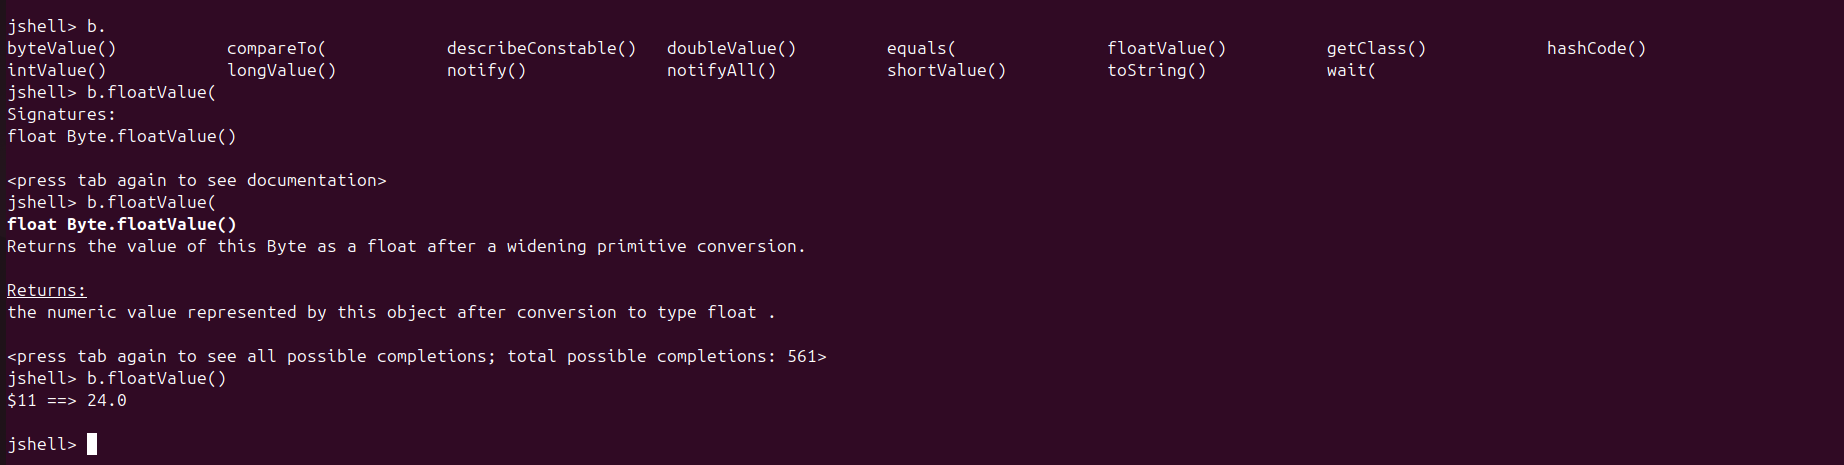 jshell> b.
byteValue() compareTo( describeConstable() doubleValue() equals( floatValue() getClass() hashCode()
intValue() longValue() notify() notifyAll() shortValue() toString() wait(
jshell> b.floatValue(
Signatures:
float Byte.floatValue()
<press tab again to see documentation>
jshell> b.floatValue(
float Byte.floatValue()
Returns the value of this Byte as a float after a widening primitive conversion.
Returns:
the numeric value represented by this object after conversion to type float .
<press tab again to see all possible completions; total possible completions: 561>
jshell> b.floatValue()
$11 ==> 24.0
jshell>